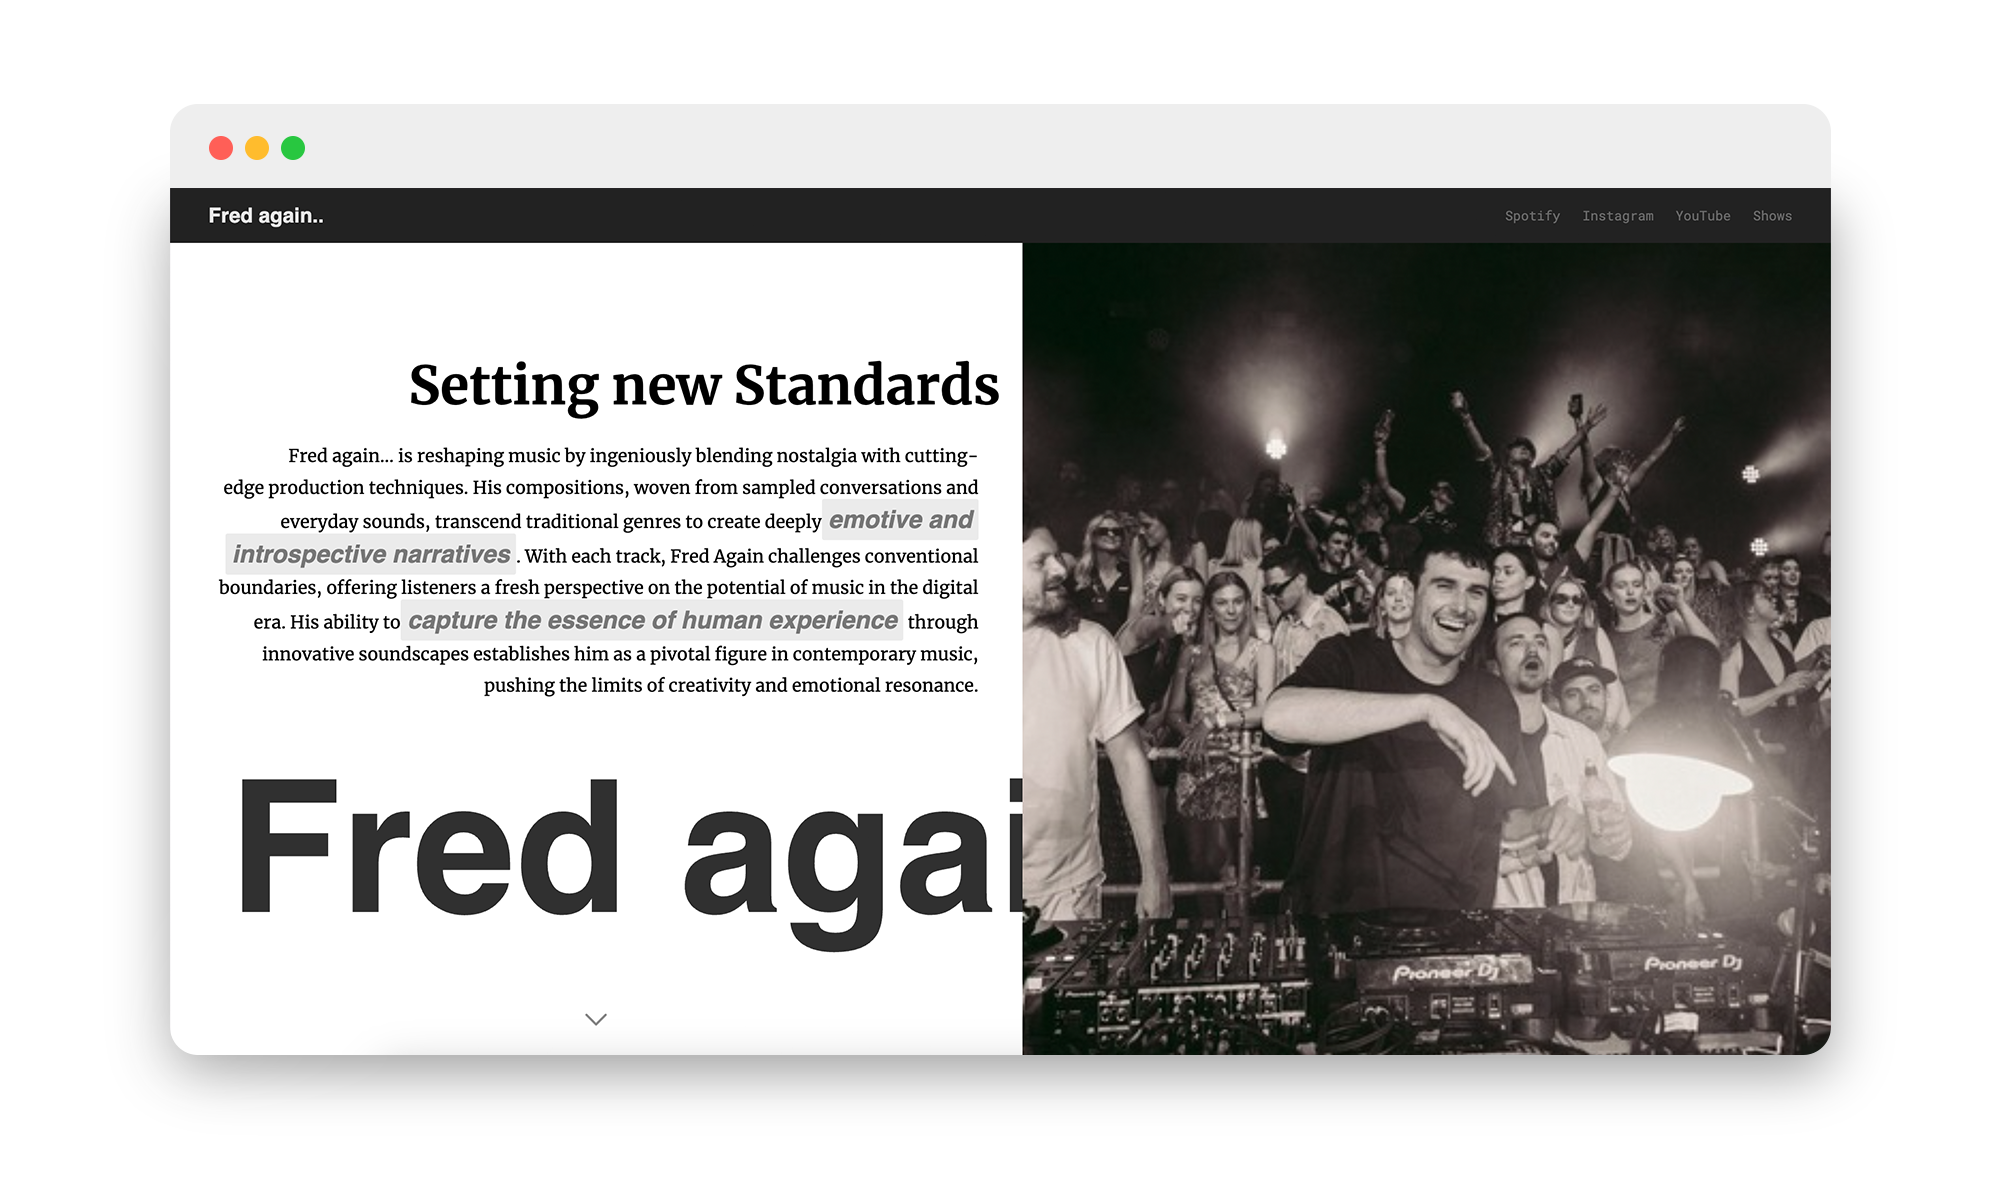 Fred again..
Spotify Instagram YouTube Shows
Setting new Standards
Fred again... is reshaping music by ingeniously blending nostalgia with cutting-
edge production techniques. His compositions, woven from sampled conversations and
everyday sounds, transcend traditional genres to create deeply emotive and
introspective narratives. With each track, Fred Again challenges conventional
boundaries, offering listeners a fresh perspective on the potential of music in the digital
era. His ability to capture the essence of human experience through
innovative soundscapes establishes him as a pivotal figure in contemporary music,
pushing the limits of creativity and emotional resonance.
Fred agai
Pioneer Dj
Pioneer Dj